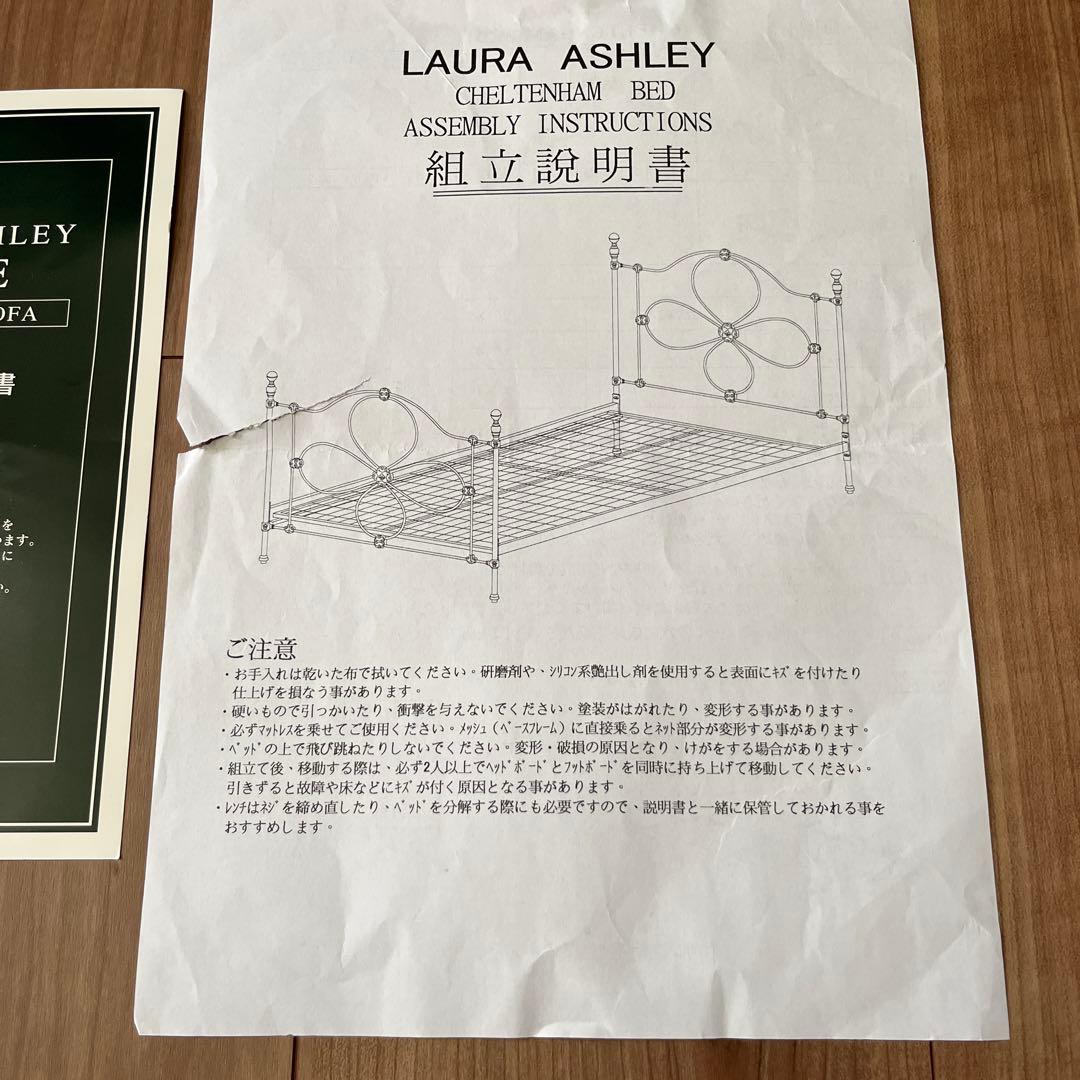 LAURA ASHLEY
CHELTENHAM BED
ASSEMBLY INSTRUCTIONS
組立説明書
HLEY
E
OFA
書
を
ます。
に
い。
ご注意
・お手入れは乾いた布で拭いてください。研磨剤や、ｼﾘｺﾝ系艶出し剤を使用すると表面にｷｽﾞを付けたり
仕上げを損なう事があります。
・硬いもので引っかいたり、衝撃を与えないでください。塗装がはがれたり、変形する事があります。
・必ずﾏｯﾄﾚｽを乗せてご使用ください。ﾒｯｼｭ（ﾍﾞｰｽﾌﾚｰﾑ）に直接乗るとﾈｯﾄ部分が変形する事があります。
・ﾍﾞｯﾄﾞの上で飛び跳ねたりしないでください。変形・破損の原因となり、けがをする場合があります。
・組立て後、移動する際は、必ず2人以上でﾍｯﾄﾞﾎﾞｰﾄﾞとﾌｯﾄﾎﾞｰﾄﾞを同時に持ち上げて移動してください。
引きずると故障や床などにｷｽﾞが付く原因となる事があります。
・ﾚﾝﾁはﾈｼﾞを締め直したり、ﾍﾞｯﾄﾞを分解する際にも必要ですので、説明書と一緒に保管しておかれる事を
おすすめします。